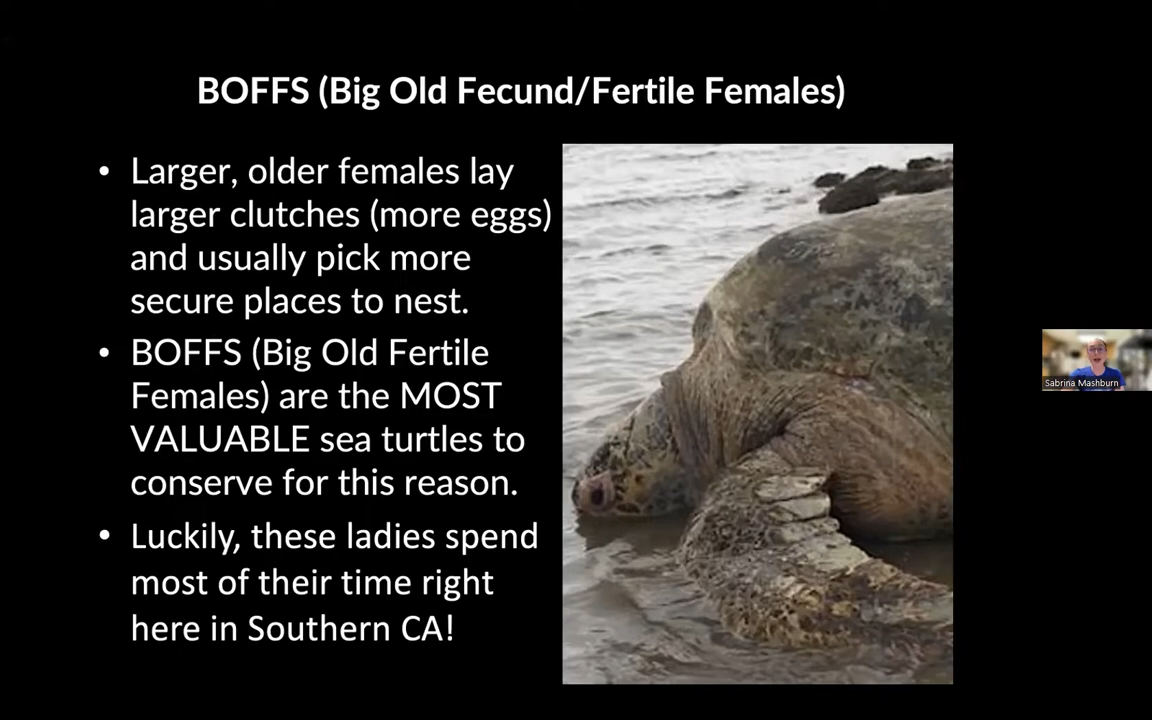 BOFFS (Big Old Fecund/Fertile Females)
• Larger, older females lay
larger clutches (more eggs)
and usually pick more
secure places to nest.
• BOFFS (Big Old Fertile
Females) are the MOST
VALUABLE sea turtles to
conserve for this reason.
• Luckily, these ladies spend
most of their time right
here in Southern CA!
Sabrina Mashburn